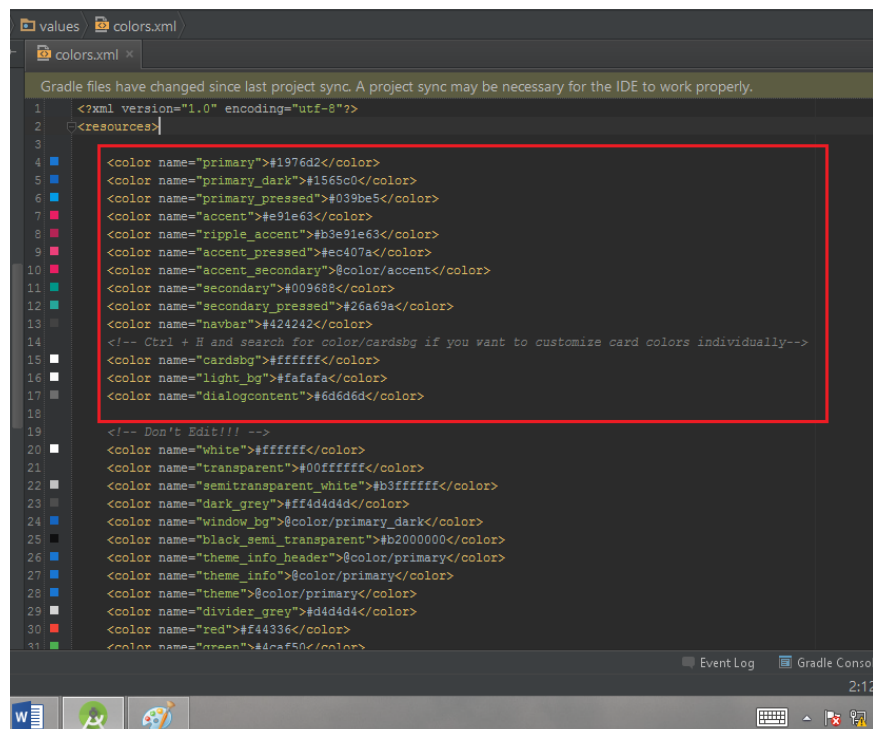 values colors.xml
colors.xml ×
Gradle files have changed since last project sync. A project sync may be necessary for the IDE to work properly.
1 <?xml version="1.0" encoding="utf-8"?>
2 <resources>
3
4 <color name="primary">#1976d2</color>
5 <color name="primary_dark">#1565c0</color>
6 <color name="primary_pressed">#039be5</color>
7 <color name="accent">#e91e63</color>
8 <color name="ripple_accent">#b3e91e63</color>
9 <color name="accent_pressed">#ec407a</color>
10 <color name="accent_secondary">@color/accent</color>
11 <color name="secondary">#009688</color>
12 <color name="secondary_pressed">#26a69a</color>
13 <color name="navbar">#424242</color>
14 <!-- Ctrl + H and search for color/cardsbg if you want to customize card colors individually-->
15 <color name="cardsbg">#ffffff</color>
16 <color name="light_bg">#fafafa</color>
17 <color name="dialogcontent">#6d6d6d</color>
18
19 <!-- Don't Edit!!! -->
20 <color name="white">#ffffff</color>
21 <color name="transparent">#00ffffff</color>
22 <color name="semitransparent_white">#b3ffffff</color>
23 <color name="dark_grey">#ff4d4d4d</color>
24 <color name="window_bg">@color/primary_dark</color>
25 <color name="black_semi_transparent">#b2000000</color>
26 <color name="theme_info_header">@color/primary</color>
27 <color name="theme_info">@color/primary</color>
28 <color name="theme">@color/primary</color>
29 <color name="divider_grey">#d4d4d4</color>
30 <color name="red">#f44336</color>
31 <color name="green">#4caf50</color>
Event Log Gradle Conso
2:12
W